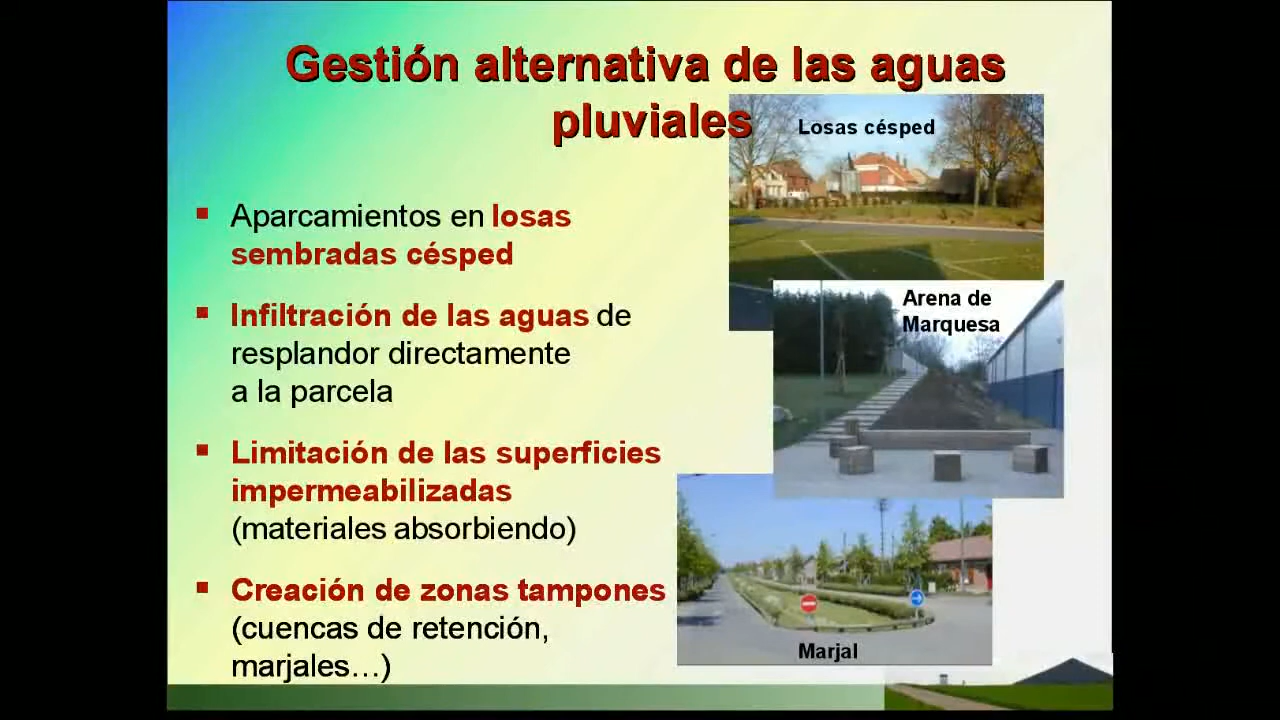 Gestión alternativa de las aguas
pluviales
Losas césped
Aparcamientos en losas
sembradas césped
Arena de
Marquesa
Infiltración de las aguas de
resplandor directamente
a la parcela
Limitación de las superficies
impermeabilizadas
(materiales absorbiendo)
Creación de zonas tampones
(cuencas de retención,
marjales…)
Marjal